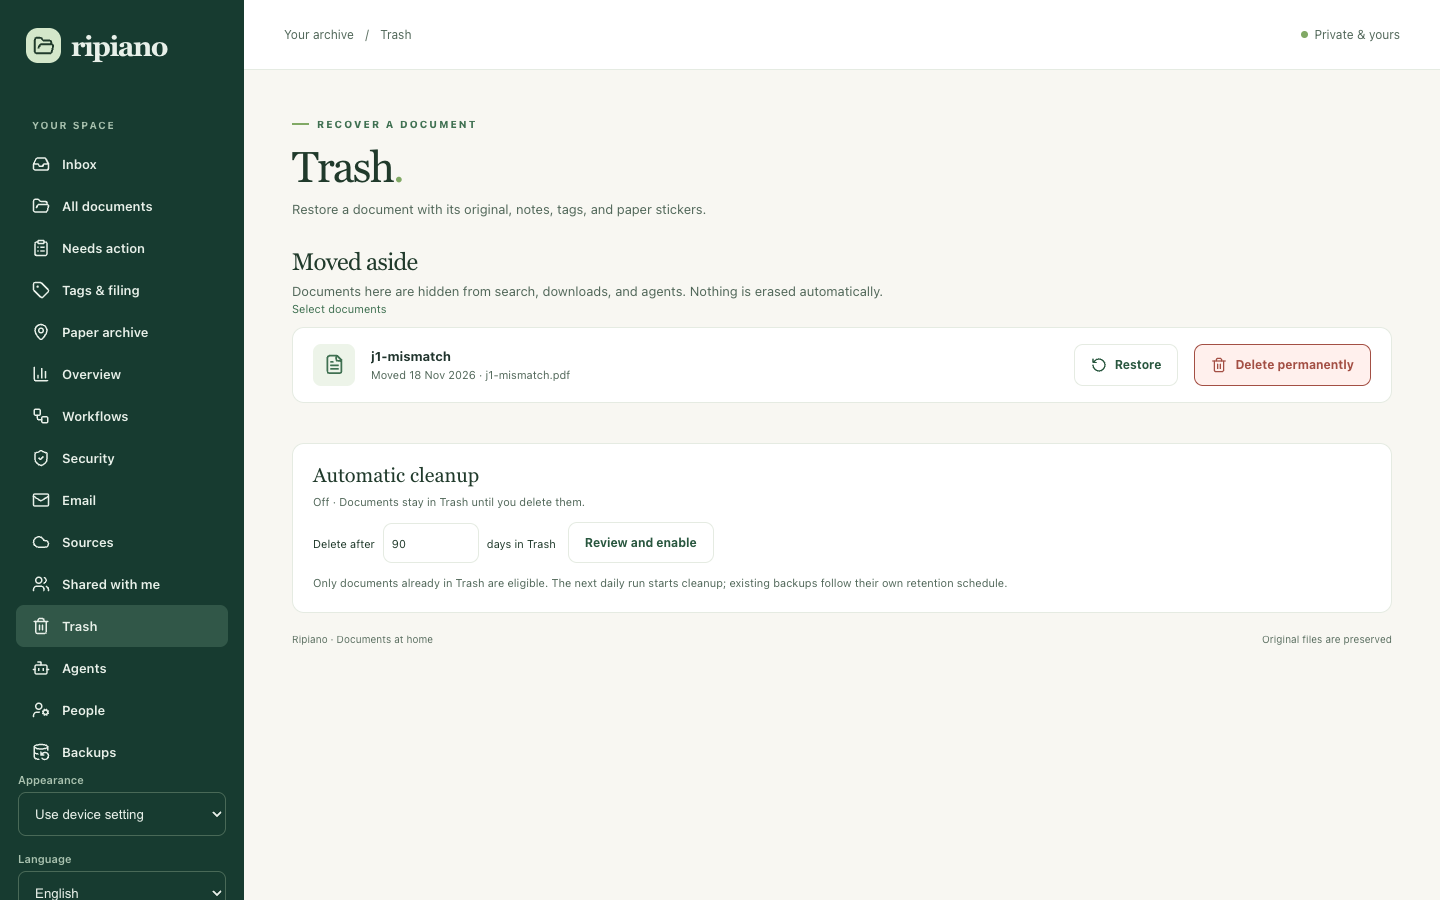 ripiano
YOUR SPACE
Inbox
All documents
Needs action
Tags & filing
Paper archive
Overview
Workflows
Security
Email
Sources
Shared with me
Trash
Agents
People
Backups
Appearance
Use device setting
Language
English
Your archive / Trash
Private & yours
RECOVER A DOCUMENT
Trash.
Restore a document with its original, notes, tags, and paper stickers.
Moved aside
Documents here are hidden from search, downloads, and agents. Nothing is erased automatically.
Select documents
j1-mismatch
Moved 18 Nov 2026 · j1-mismatch.pdf
Restore
Delete permanently
Automatic cleanup
Off · Documents stay in Trash until you delete them.
Delete after 90 days in Trash Review and enable
Only documents already in Trash are eligible. The next daily run starts cleanup; existing backups follow their own retention schedule.
Ripiano · Documents at home
Original files are preserved